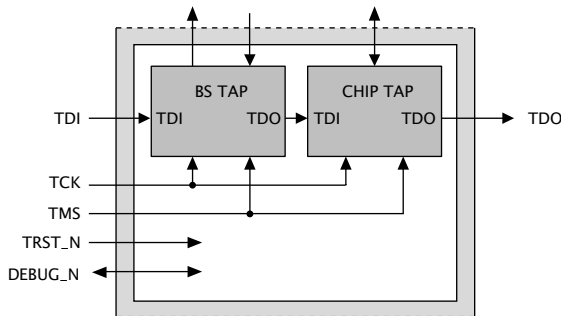 BS TAP
CHIP TAP
TDI
TDI
TDO
TDI
TDO
TDO
TCK
TMS
TRST_N
DEBUG_N